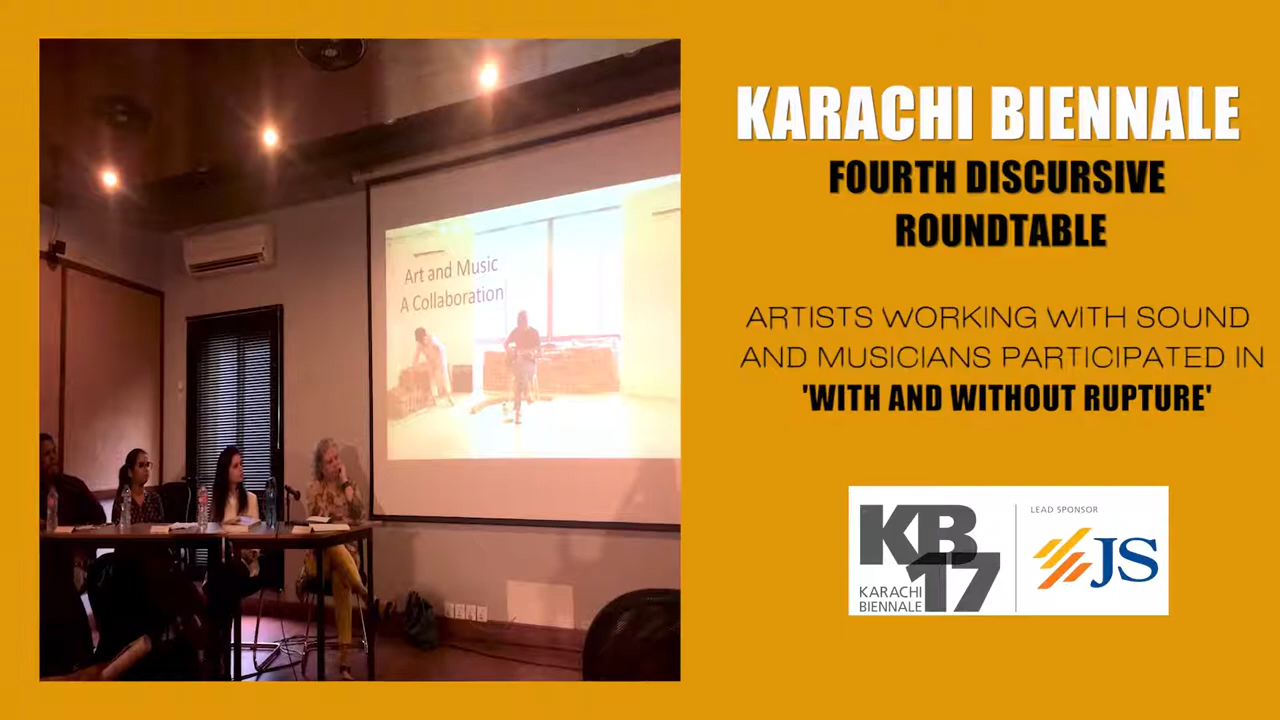 Art and Music
A Collaboration
KARACHI BIENNALE
FOURTH DISCURSIVE
ROUNDTABLE
ARTISTS WORKING WITH SOUND
AND MUSICIANS PARTICIPATED IN
'WITH AND WITHOUT RUPTURE'
KB
17
KARACHI
BIENNALE
LEAD SPONSOR
JS